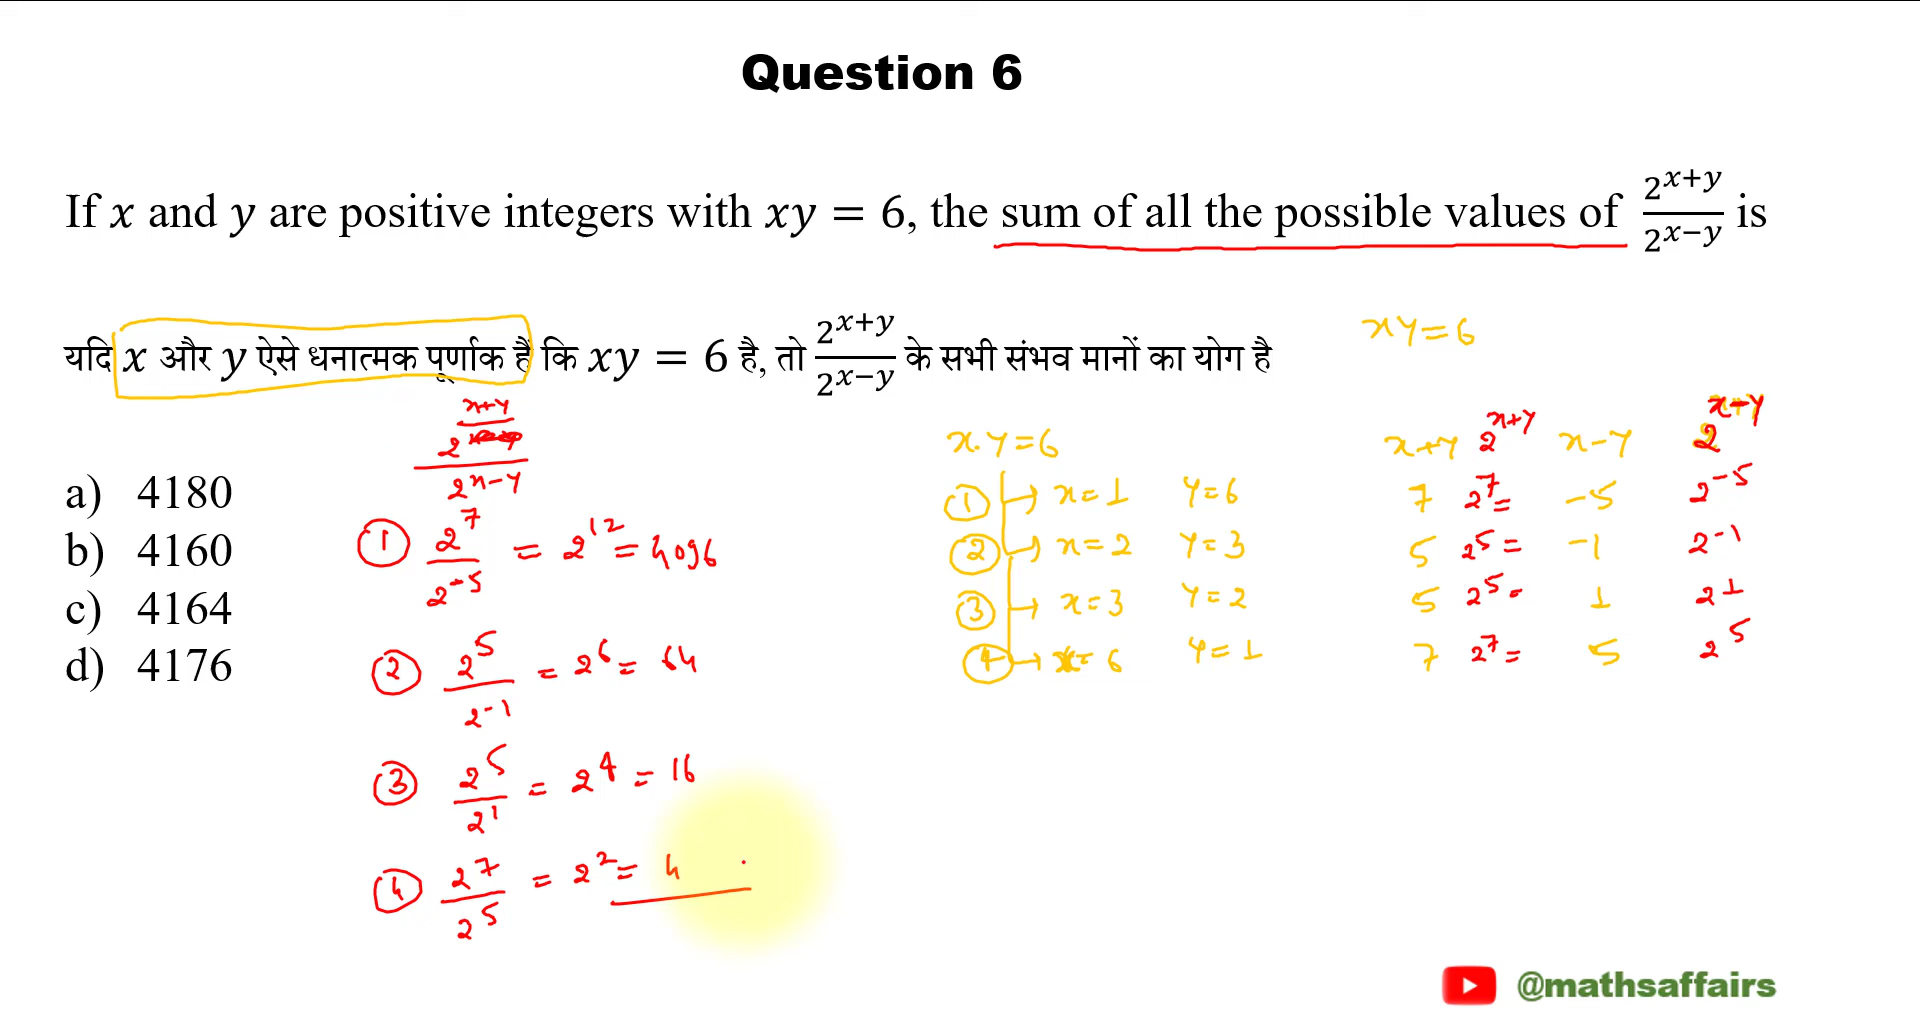 Question 6
If x and y are positive integers with xy = 6, the sum of all the possible values of 2^{x+y}/2^{x−y} is
यदि x और y ऐसे धनात्मक पूर्णाक हैं कि xy = 6 है, तो 2^{x+y}/2^{x−y} के सभी संभव मानों का योग है
xy = 6
a) 4180
b) 4160
c) 4164
d) 4176
2^{x+y}/2^{x−y}
① 2^7/2^{−5} = 2^{12} = 4096
② 2^5/2^{−1} = 2^6 = 64
③ 2^5/2^1 = 2^4 = 16
④ 2^7/2^5 = 2^2 = 4
x·y = 6
① → x = 1 y = 6
② → x = 2 y = 3
③ → x = 3 y = 2
④ → x = 6 y = 1
x+y 2^{x+y} x−y 2^{x−y}
7 2^7 = −5 2^{−5}
5 2^5 = −1 2^{−1}
5 2^5 = 1 2^1
7 2^7 = 5 2^5
@mathsaffairs